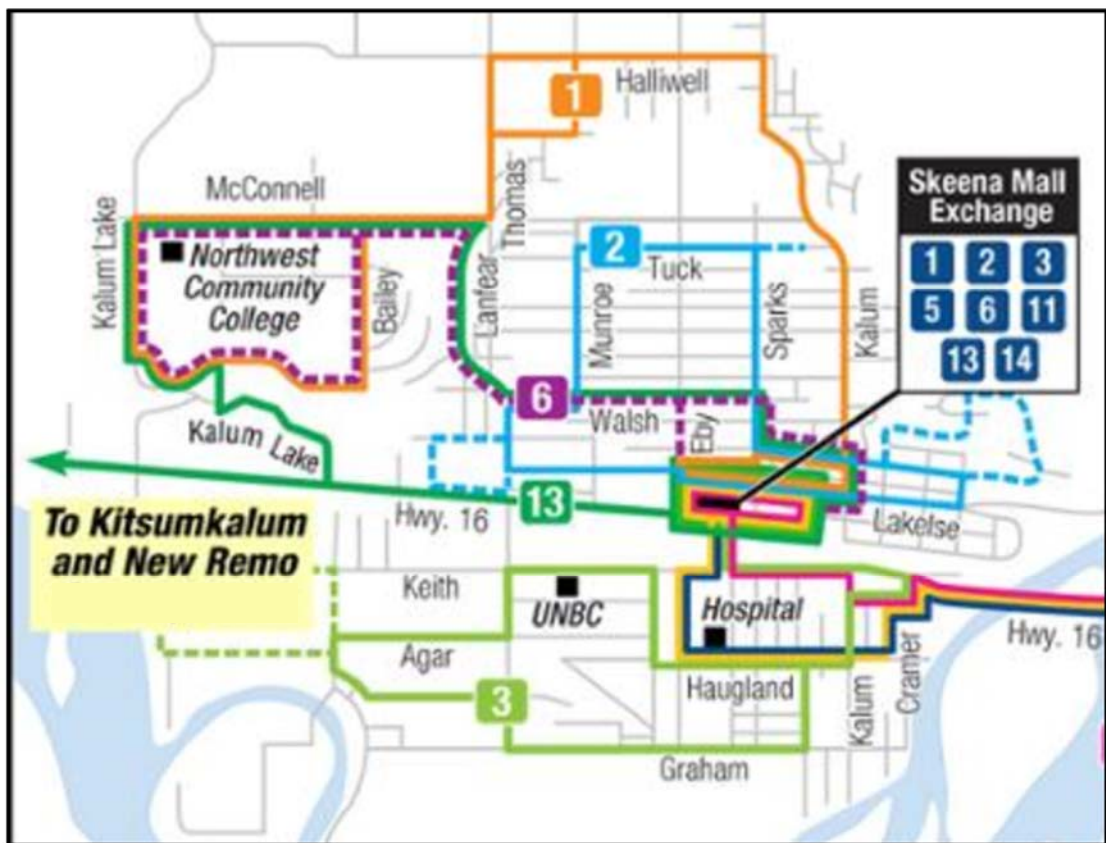 1
Halliwell
McConnell
Thomas
Skeena Mall
Exchange
1 2 3
5 6 11
13 14
Kalum Lake
Northwest
Community
College
Bailey
Lanfear
2
Tuck
Munroe
Sparks
Kalum
6
Walsh
Eby
Kalum Lake
13
Hwy. 16
Lakelse
To Kitsumkalum
and New Remo
Keith
UNBC
Hospital
Hwy. 16
Agar
3
Haugland
Kalum
Cramer
Graham